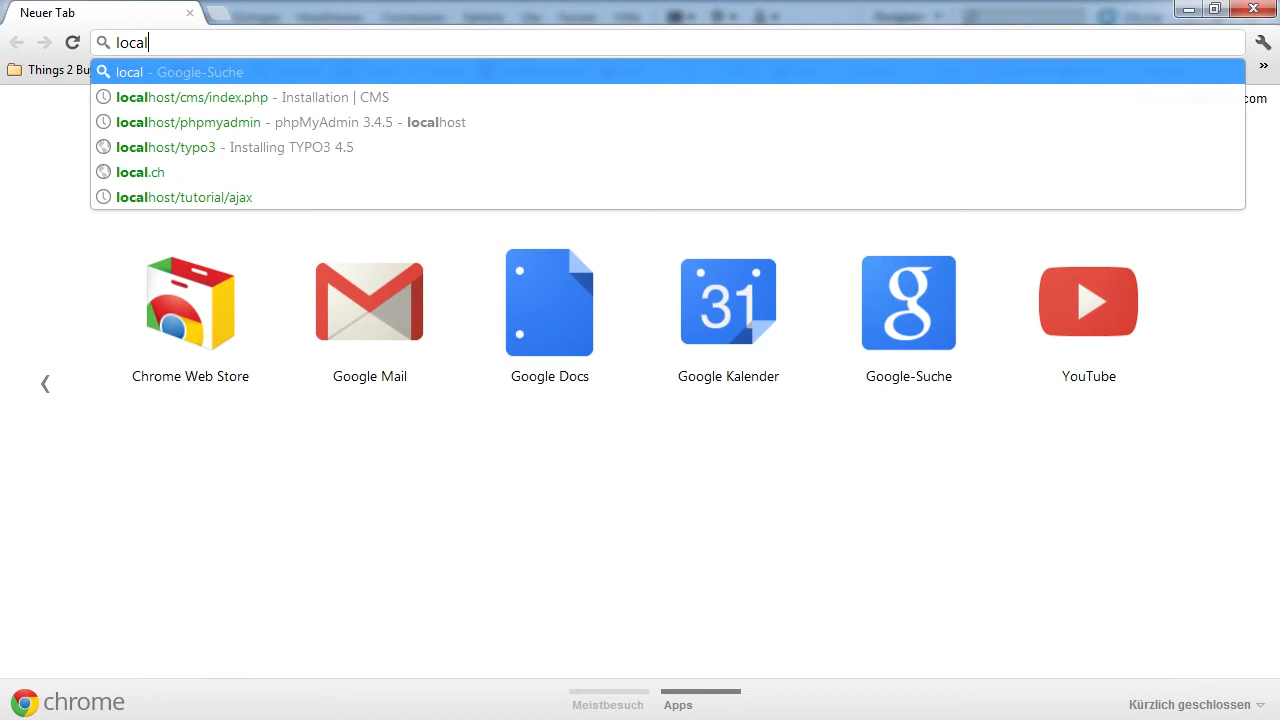 Neuer Tab
local
Things 2 Bu
local - Google-Suche
localhost/cms/index.php - Installation | CMS
com
localhost/phpmyadmin - phpMyAdmin 3.4.5 - localhost
localhost/typo3 - Installing TYPO3 4.5
local.ch
localhost/tutorial/ajax
31
g
Chrome Web Store
Google Mail
Google Docs
Google Kalender
Google-Suche
YouTube
chrome
Meistbesuch
Apps
Kürzlich geschlossen